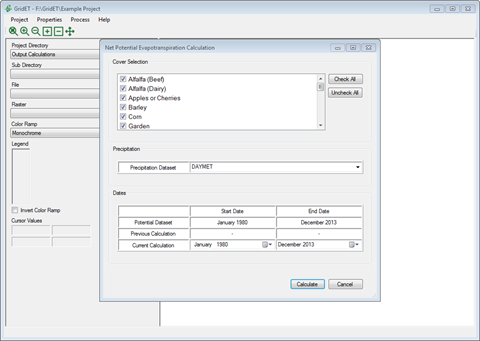 GridET - F:\GridET\Example Project
Project Properties Process Help
Project Directory
Output Calculations
Sub Directory
File
Raster
Color Ramp
Monochrome
Legend
Invert Color Ramp
Cursor Values
Net Potential Evapotranspiration Calculation
Cover Selection
Alfalfa (Beef)
Alfalfa (Dairy)
Apples or Cherries
Barley
Corn
Garden
Check All
Uncheck All
Precipitation
Precipitation Dataset DAYMET
Dates
Start Date End Date
Potential Dataset January 1980 December 2013
Previous Calculation - -
Current Calculation January 1980 December 2013
Calculate Cancel